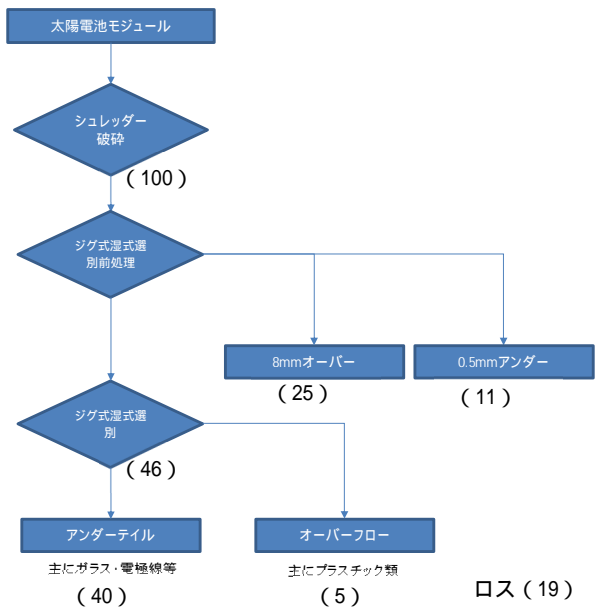 太陽電池モジュール
シュレッダー
破砕
（100）
ジグ式湿式選
別前処理
8mmオーバー
0.5mmアンダー
（25）
（11）
ジグ式湿式選
別
（46）
アンダーテイル
オーバーフロー
主にガラス・電極線等
主にプラスチック類
（40）
（5）
ロス（19）